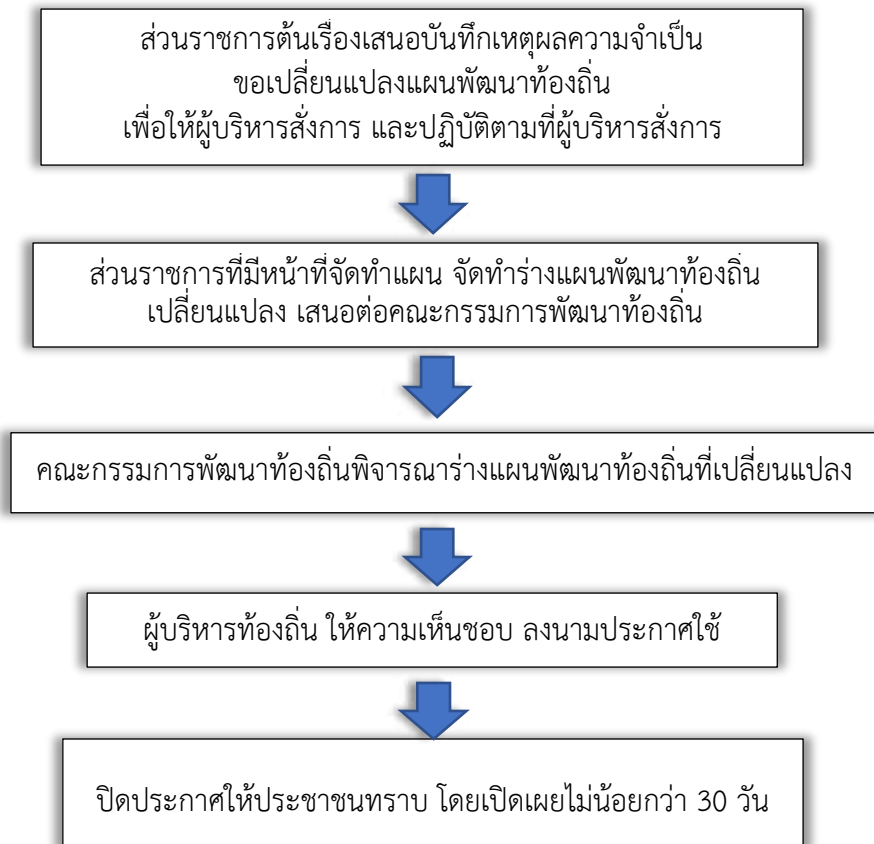 ส่วนราชการต้นเรื่องเสนอบันทึกเหตุผลความจำเป็น
ขอเปลี่ยนแปลงแผนพัฒนาท้องถิ่น
เพื่อให้ผู้บริหารสั่งการ และปฏิบัติตามที่ผู้บริหารสั่งการ
ส่วนราชการที่มีหน้าที่จัดทำแผน จัดทำร่างแผนพัฒนาท้องถิ่น
เปลี่ยนแปลง เสนอต่อคณะกรรมการพัฒนาท้องถิ่น
คณะกรรมการพัฒนาท้องถิ่นพิจารณาร่างแผนพัฒนาท้องถิ่นที่เปลี่ยนแปลง
ผู้บริหารท้องถิ่น ให้ความเห็นชอบ ลงนามประกาศใช้
ปิดประกาศให้ประชาชนทราบ โดยเปิดเผยไม่น้อยกว่า 30 วัน